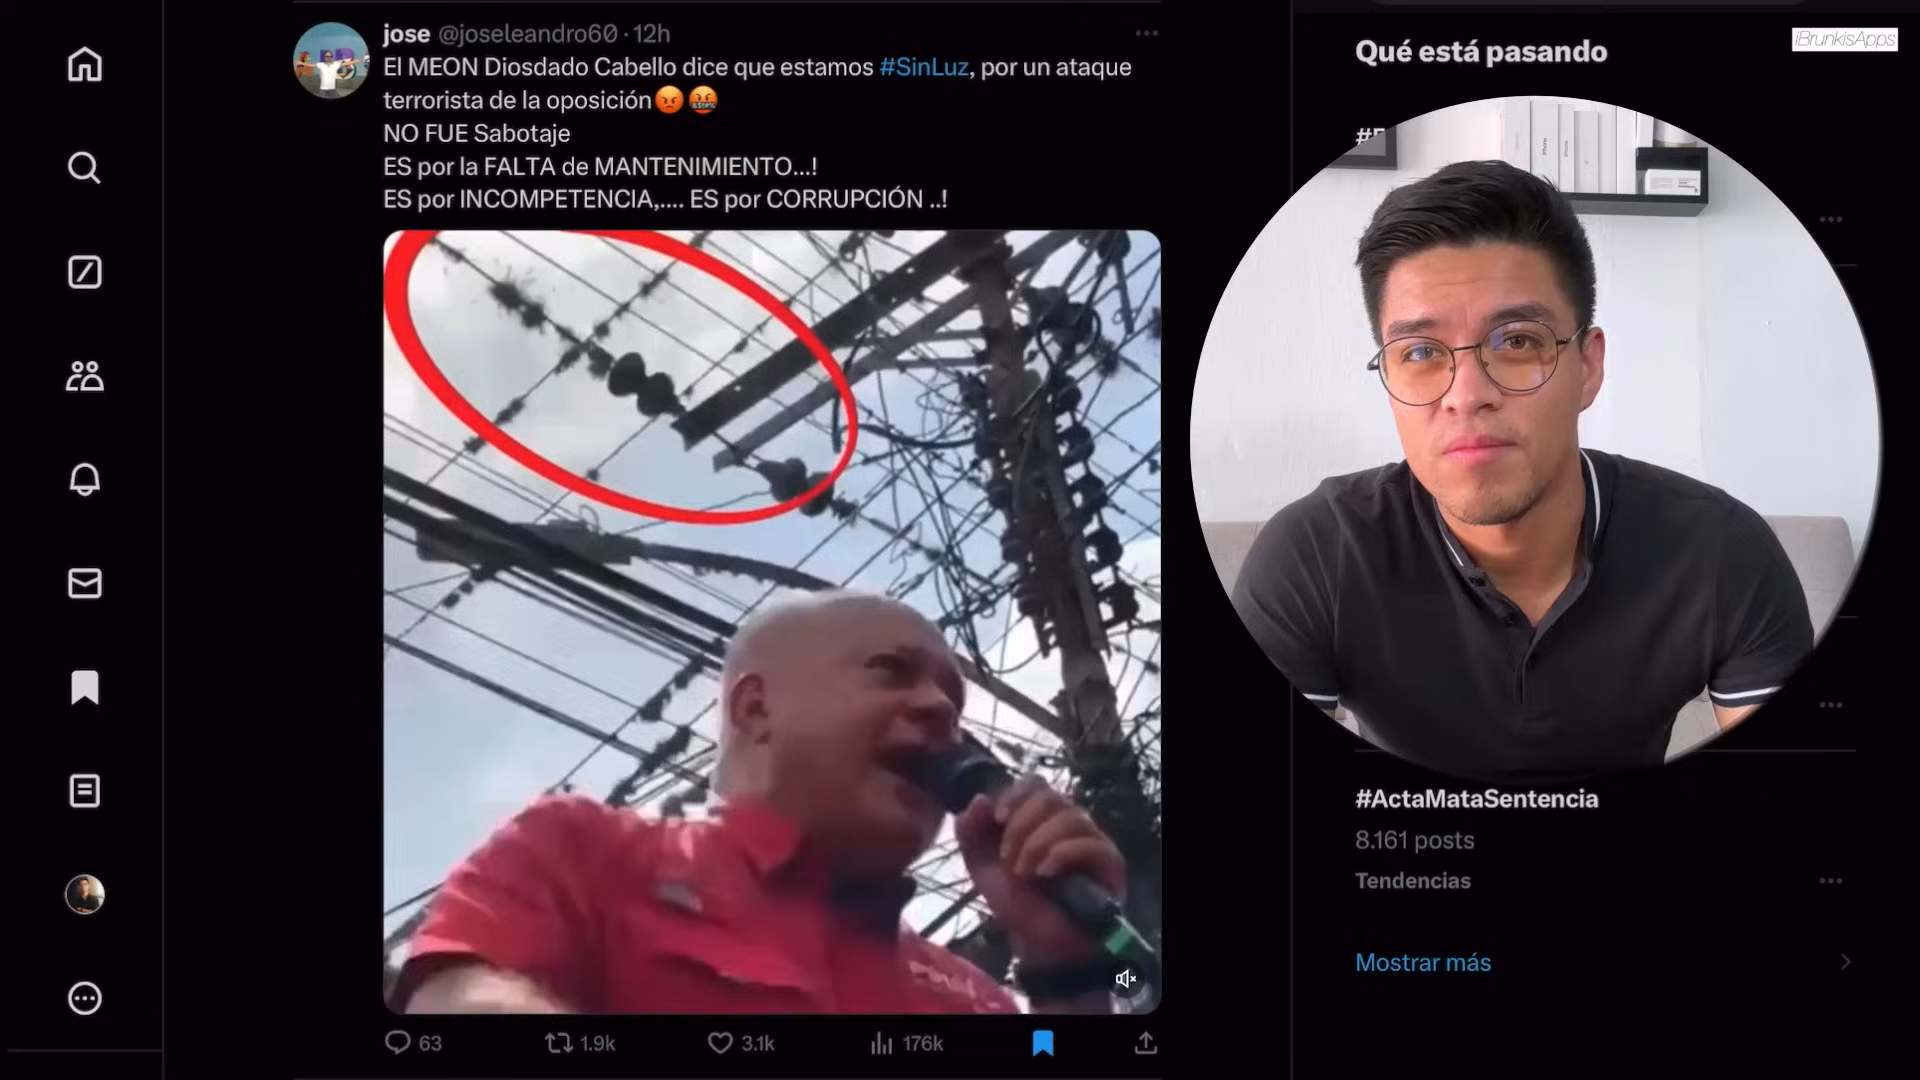 jose @joseleandro60 · 12h
El MEON Diosdado Cabello dice que estamos #SinLuz, por un ataque
terrorista de la oposición😡🤬
NO FUE Sabotaje
ES por la FALTA de MANTENIMIENTO...!
ES por INCOMPETENCIA,.... ES por CORRUPCIÓN ..!
63 1.9k 3.1k 176k
Qué está pasando
iBrunkisApps
#ActaMataSentencia
8.161 posts
Tendencias
Mostrar más